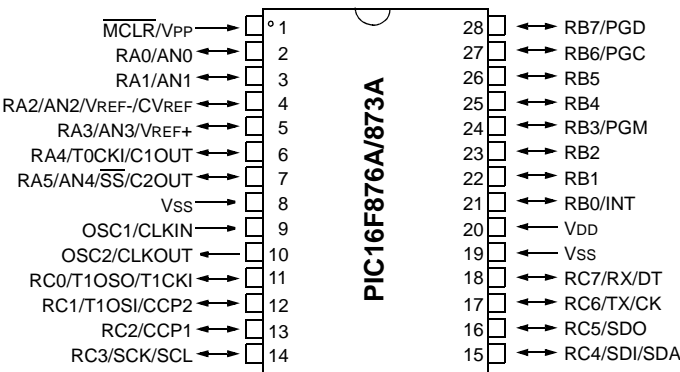 MCLR/VPP 1 28 RB7/PGD
RA0/AN0 2 27 RB6/PGC
RA1/AN1 3 26 RB5
RA2/AN2/VREF-/CVREF 4 25 RB4
RA3/AN3/VREF+ 5 24 RB3/PGM
RA4/T0CKI/C1OUT 6 23 RB2
RA5/AN4/SS/C2OUT 7 22 RB1
VSS 8 21 RB0/INT
OSC1/CLKIN 9 20 VDD
OSC2/CLKOUT 10 19 VSS
RC0/T1OSO/T1CKI 11 18 RC7/RX/DT
RC1/T1OSI/CCP2 12 17 RC6/TX/CK
RC2/CCP1 13 16 RC5/SDO
RC3/SCK/SCL 14 15 RC4/SDI/SDA
PIC16F876A/873A